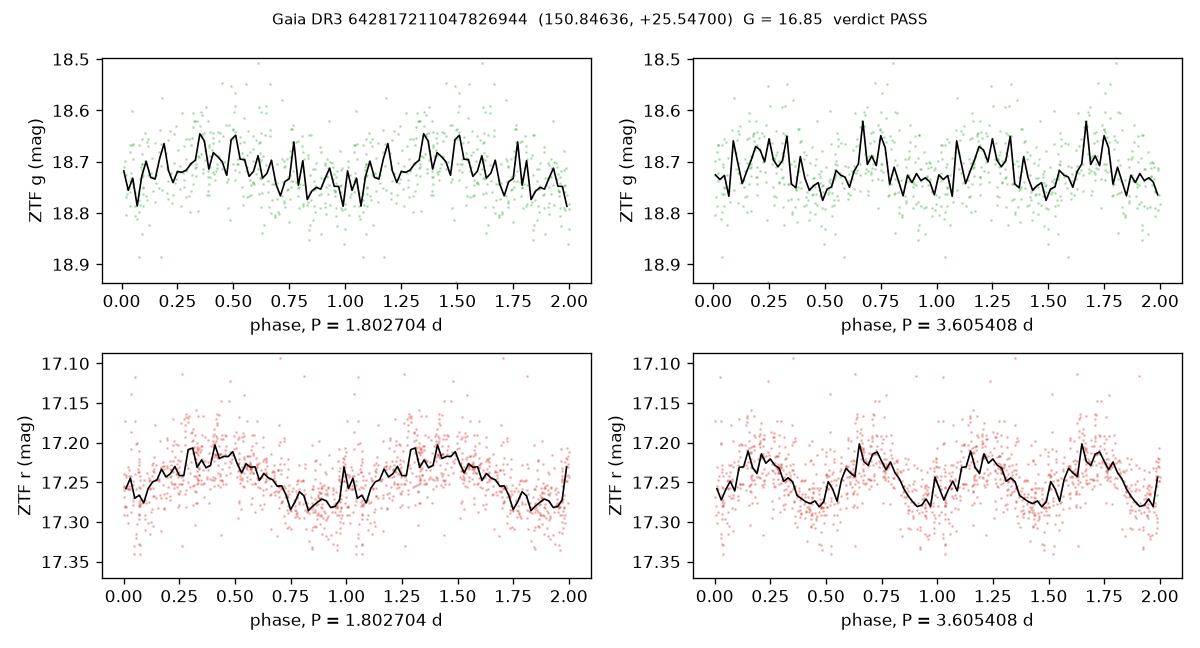 Gaia DR3 642817211047826944  (150.84636, +25.54700)  G = 16.85  verdict PASS
ZTF g (mag)
18.5
18.6
18.7
18.8
18.9
0.00 0.25 0.50 0.75 1.00 1.25 1.50 1.75 2.00
phase, P = 1.802704 d
ZTF g (mag)
18.5
18.6
18.7
18.8
18.9
0.00 0.25 0.50 0.75 1.00 1.25 1.50 1.75 2.00
phase, P = 3.605408 d
ZTF r (mag)
17.10
17.15
17.20
17.25
17.30
17.35
0.00 0.25 0.50 0.75 1.00 1.25 1.50 1.75 2.00
phase, P = 1.802704 d
ZTF r (mag)
17.10
17.15
17.20
17.25
17.30
17.35
0.00 0.25 0.50 0.75 1.00 1.25 1.50 1.75 2.00
phase, P = 3.605408 d